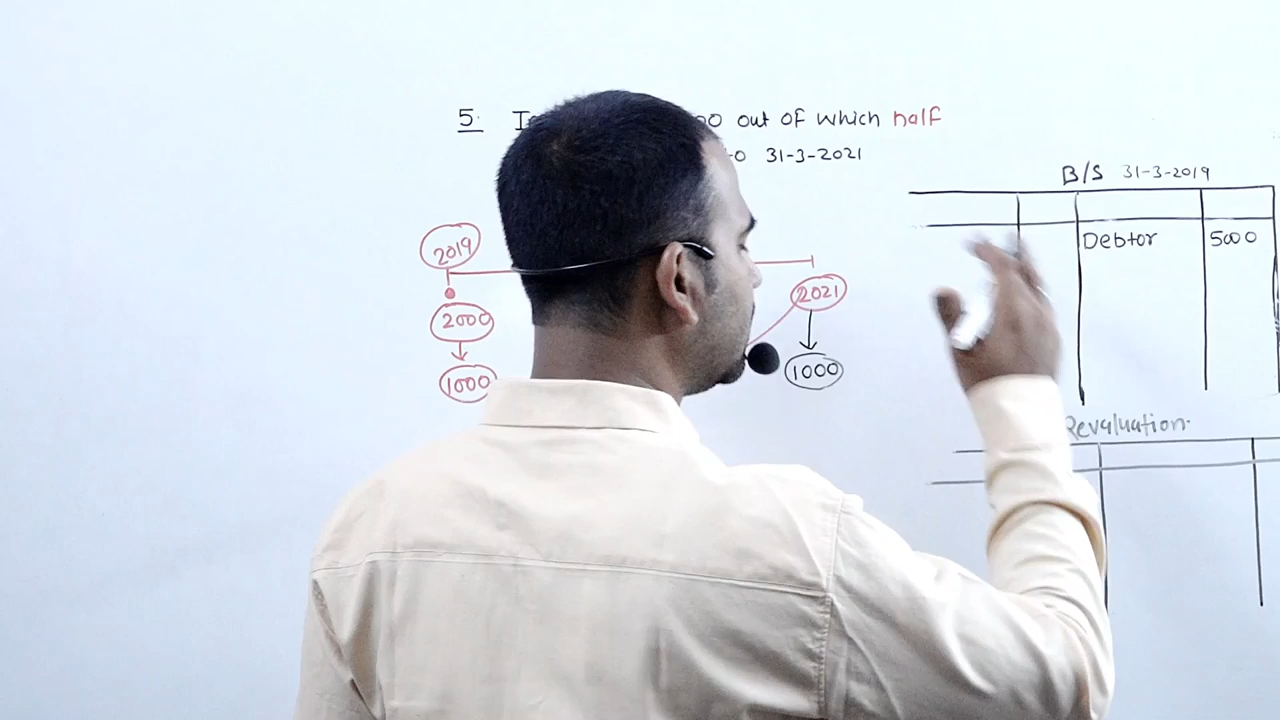 5. out of which half
31-3-2021
2019
2000
1000
2021
1000
B/S 31-3-2019
Debtor 5000
Revaluation.